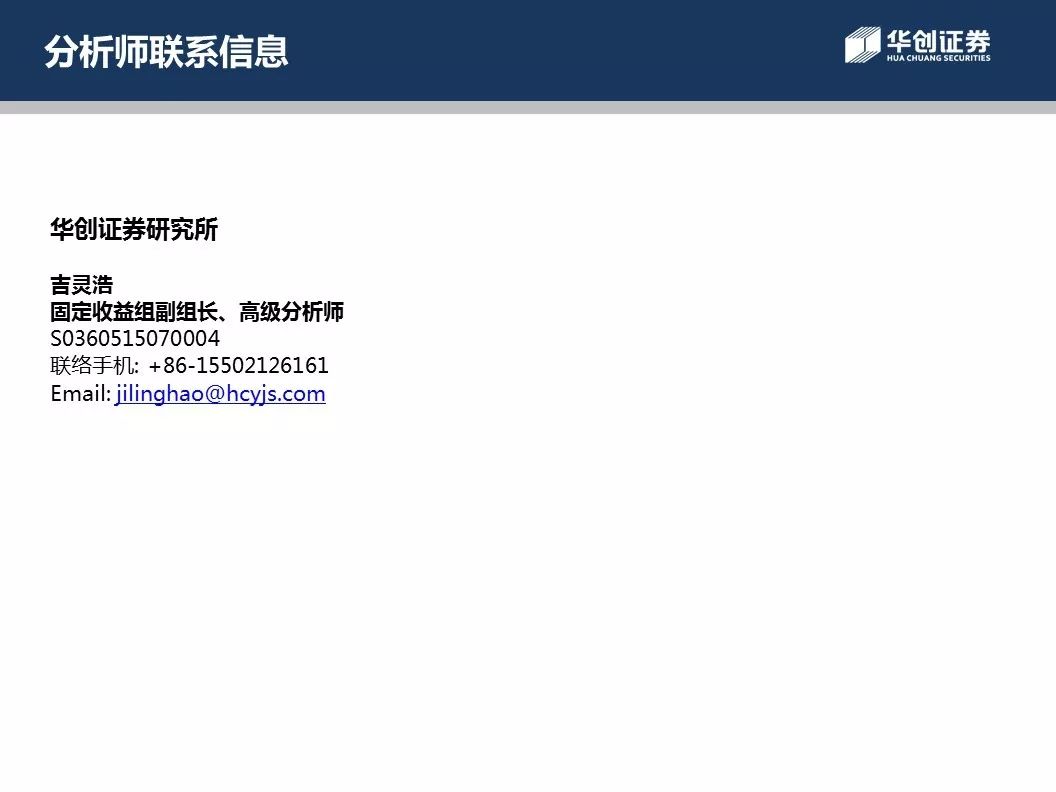 分析师联系信息
华创证券
HUA CHUANG SECURITIES
华创证券研究所
吉灵浩
固定收益组副组长、高级分析师
S0360515070004
联络手机: +86-15502126161
Email: jilinghao@hcyjs.com